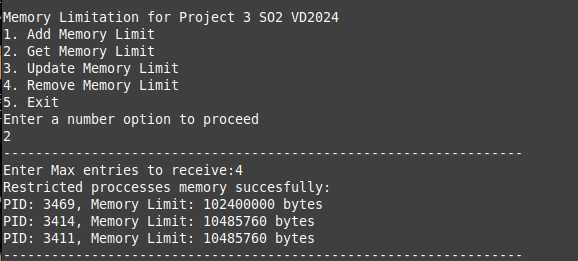 Memory Limitation for Project 3 SO2 VD2024
1. Add Memory Limit
2. Get Memory Limit
3. Update Memory Limit
4. Remove Memory Limit
5. Exit
Enter a number option to proceed
2
-----------------------------------------------------------------
Enter Max entries to receive:4
Restricted proccesses memory succesfully:
PID: 3469, Memory Limit: 102400000 bytes
PID: 3414, Memory Limit: 10485760 bytes
PID: 3411, Memory Limit: 10485760 bytes
-----------------------------------------------------------------